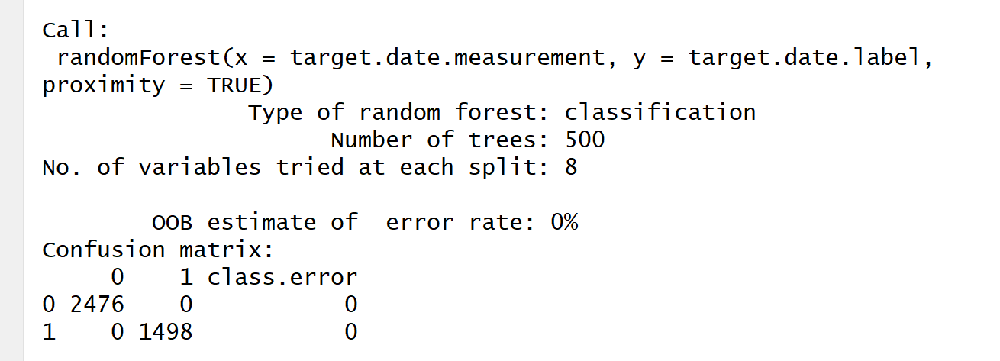 Call:
 randomForest(x = target.date.measurement, y = target.date.label,
proximity = TRUE)
               Type of random forest: classification
                     Number of trees: 500
No. of variables tried at each split: 8

        OOB estimate of  error rate: 0%
Confusion matrix:
     0    1 class.error
0 2476    0           0
1    0 1498           0